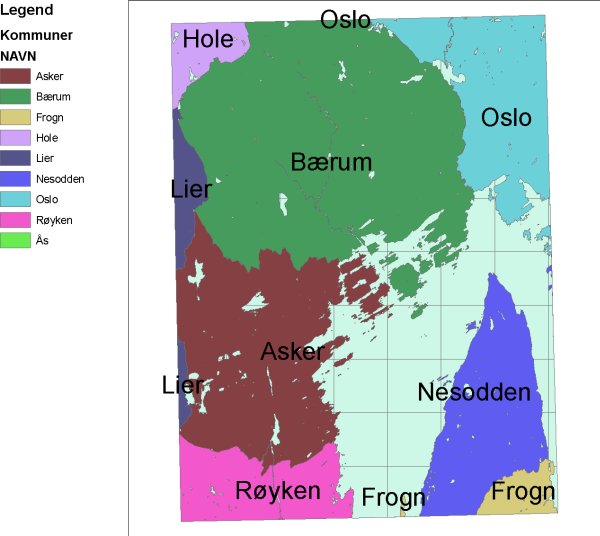 Legend
Kommuner
NAVN
Asker
Bærum
Frogn
Hole
Lier
Nesodden
Oslo
Røyken
Ås
Oslo
Hole
Oslo
Bærum
Lier
Asker
Lier
Nesodden
Røyken
Frogn
Frogn